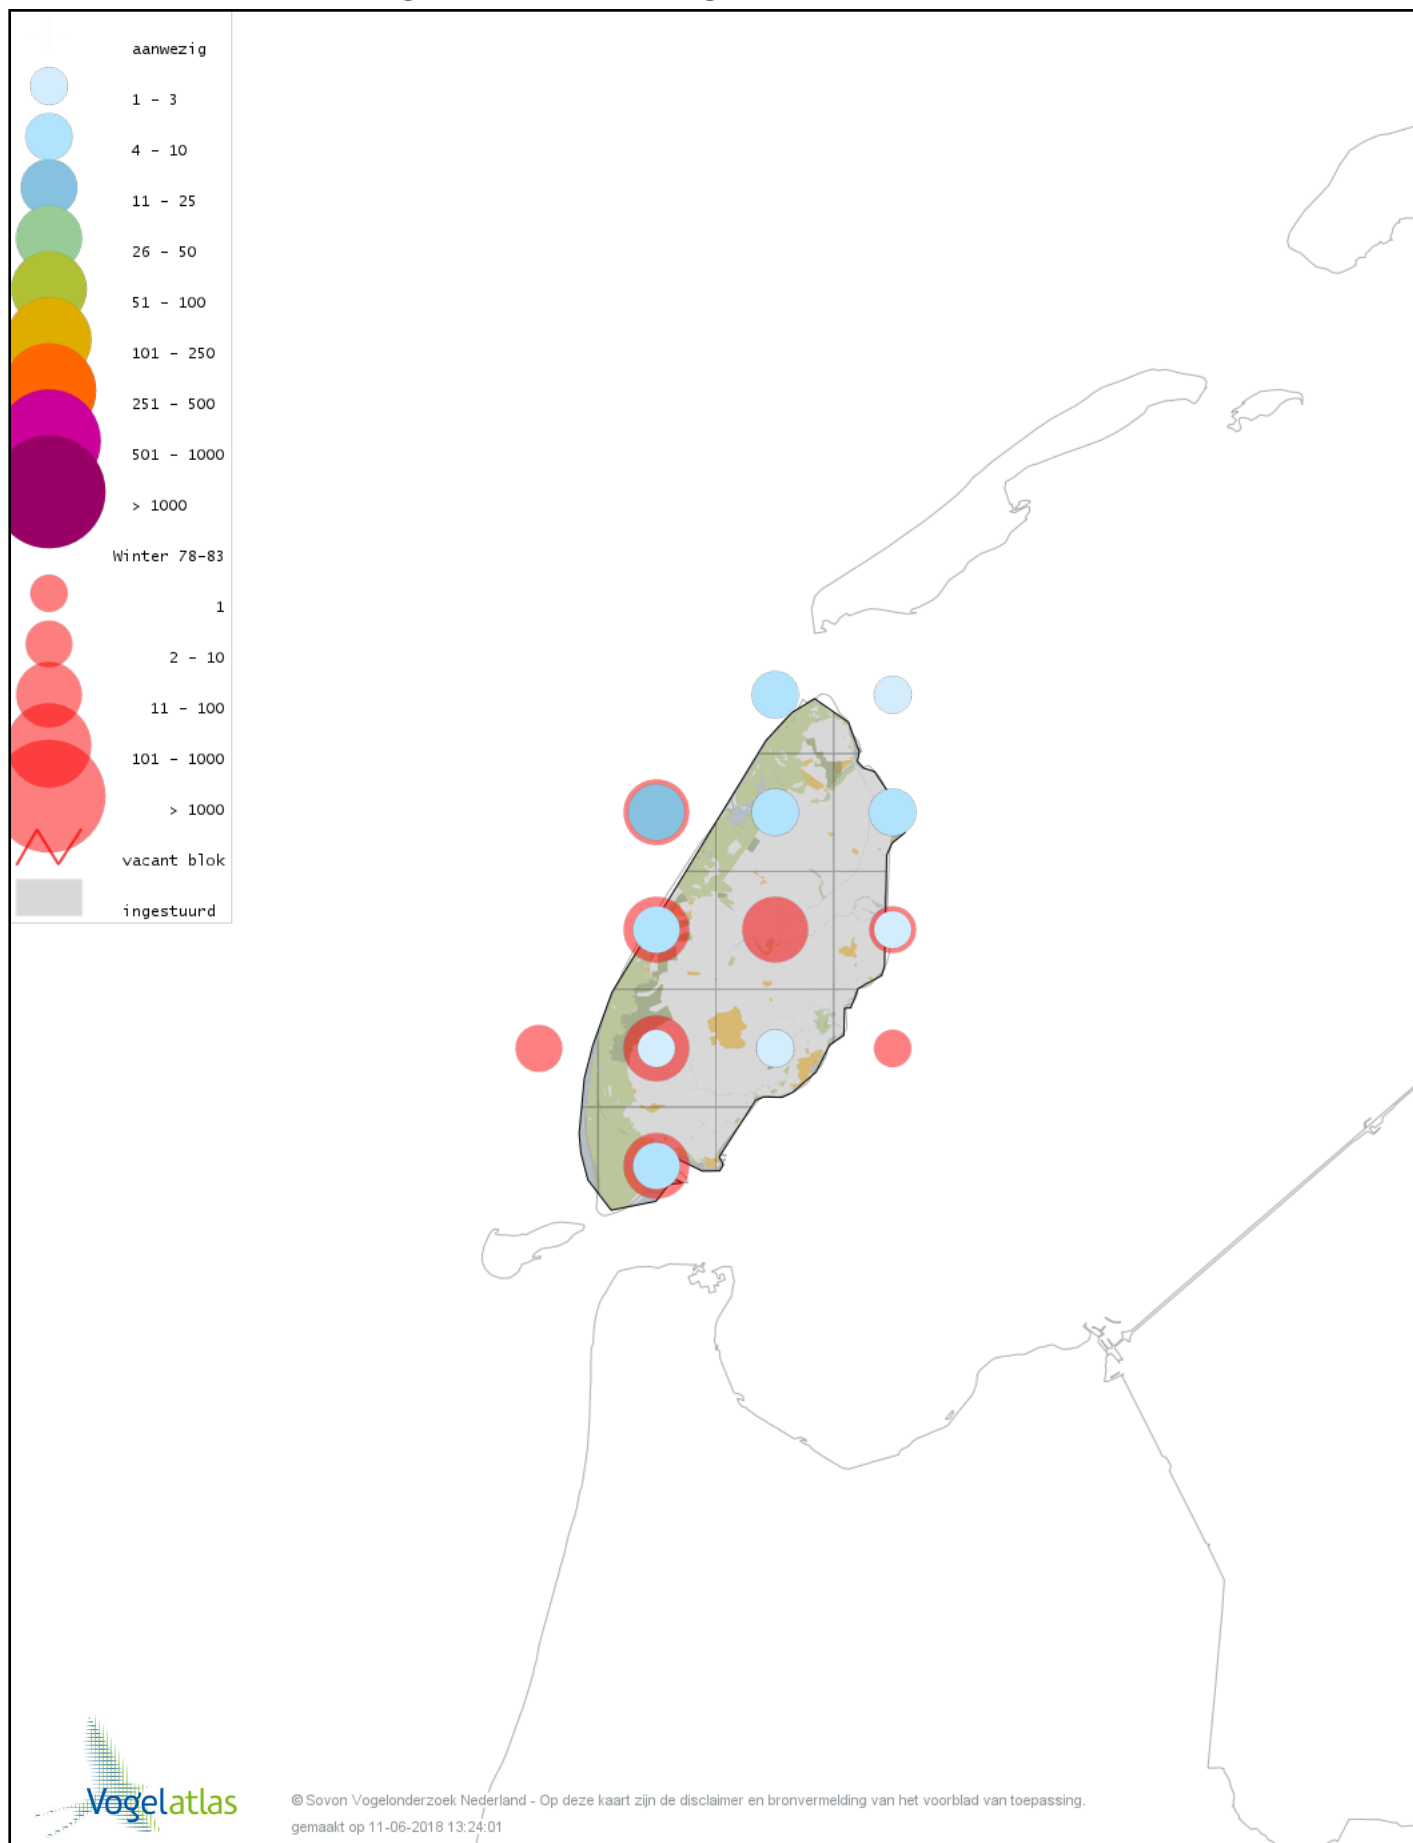 aanwezig
1 - 3
4 - 10
11 - 25
26 - 50
51 - 100
101 - 250
251 - 500
501 - 1000
> 1000
Winter 78-83
1
2 - 10
11 - 100
101 - 1000
> 1000
vacant blok
ingestuurd
Vogelatlas
© Sovon Vogelonderzoek Nederland - Op deze kaart zijn de disclaimer en bronvermelding van het voorblad van toepassing.
gemaakt op 11-06-2018 13:24:01